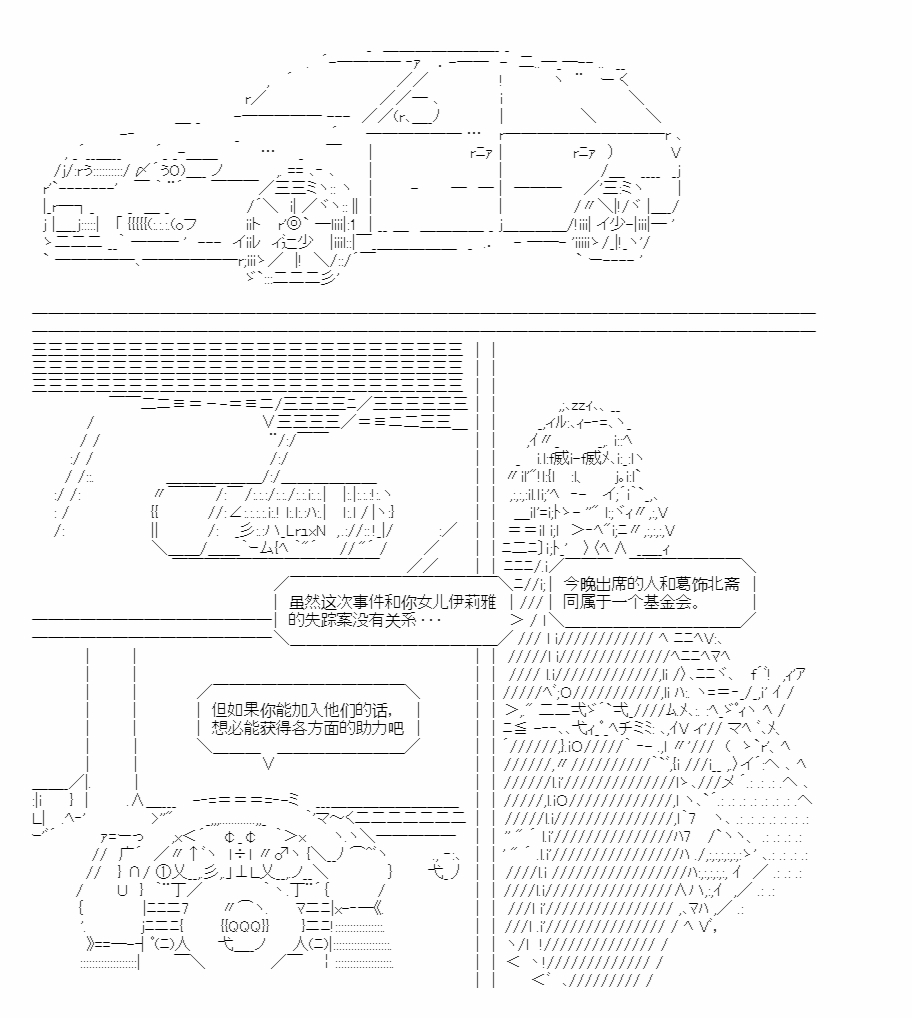 今晚出席的人和葛饰北斋
同属于一个基金会。
虽然这次事件和你女儿伊莉雅
的失踪案没有关系···
但如果你能加入他们的话，
想必能获得各方面的助力吧